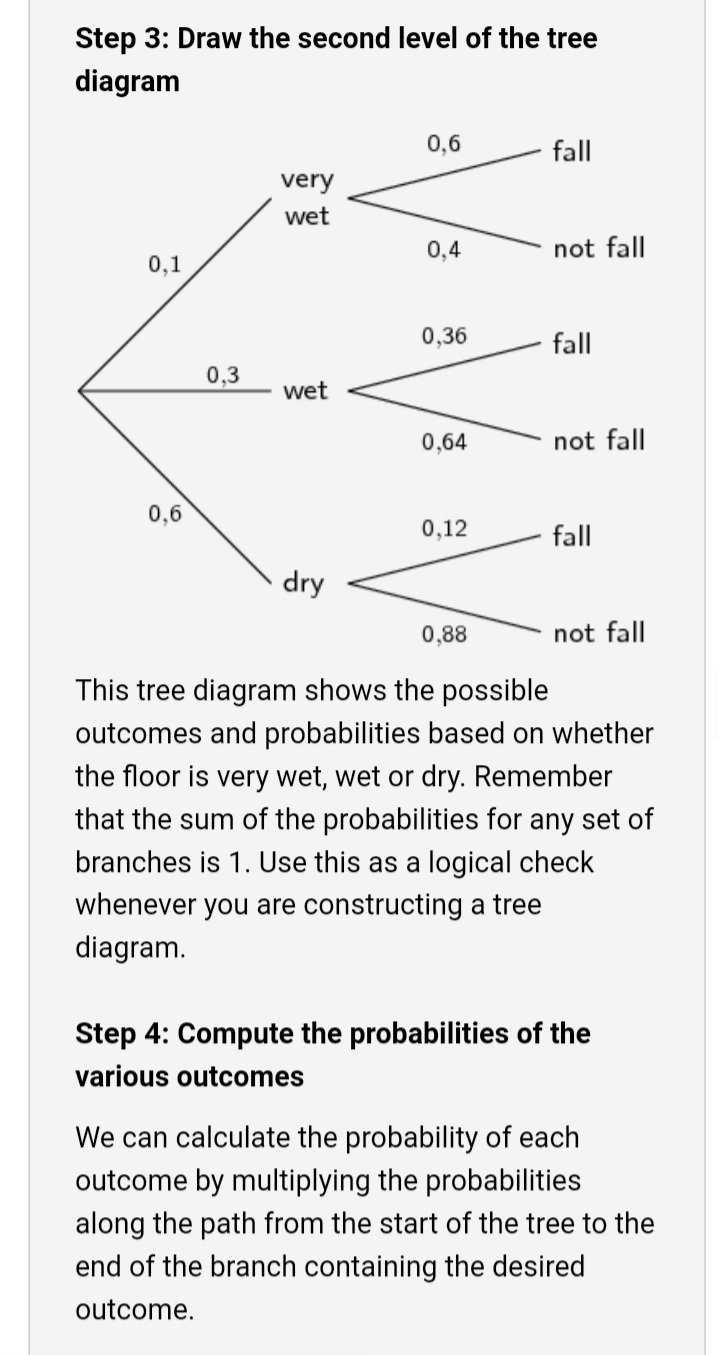 Step 3: Draw the second level of the tree
diagram
0,6
fall
very
wet
0,4
not fall
0,1
0,36
fall
0,3
wet
0,64
not fall
0,6
0,12
fall
dry
0,88
not fall
This tree diagram shows the possible
outcomes and probabilities based on whether
the floor is very wet, wet or dry. Remember
that the sum of the probabilities for any set of
branches is 1. Use this as a logical check
whenever you are constructing a tree
diagram.
Step 4: Compute the probabilities of the
various outcomes
We can calculate the probability of each
outcome by multiplying the probabilities
along the path from the start of the tree to the
end of the branch containing the desired
outcome.